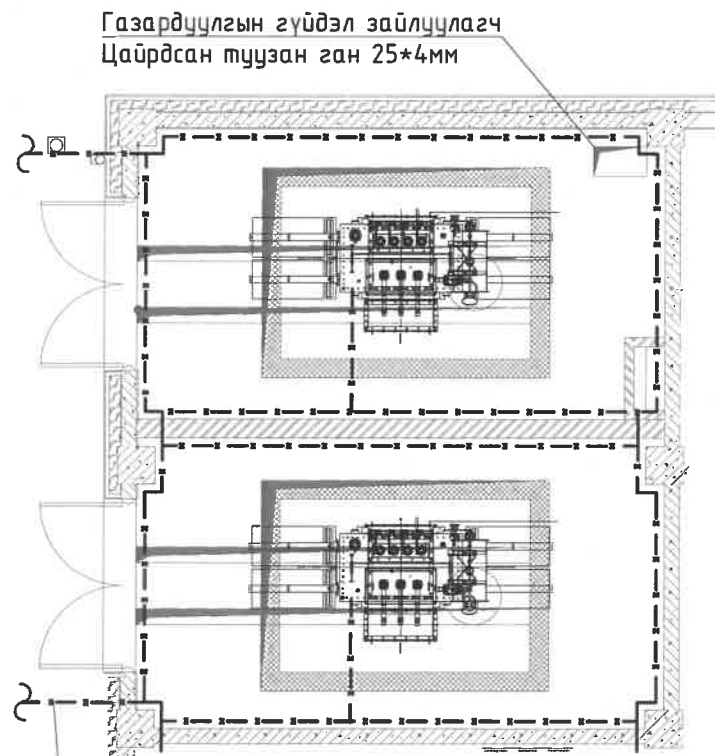 Газардуулгын гүйдэл зайлуулагч
Цайрдсан туузан ган 25*4мм